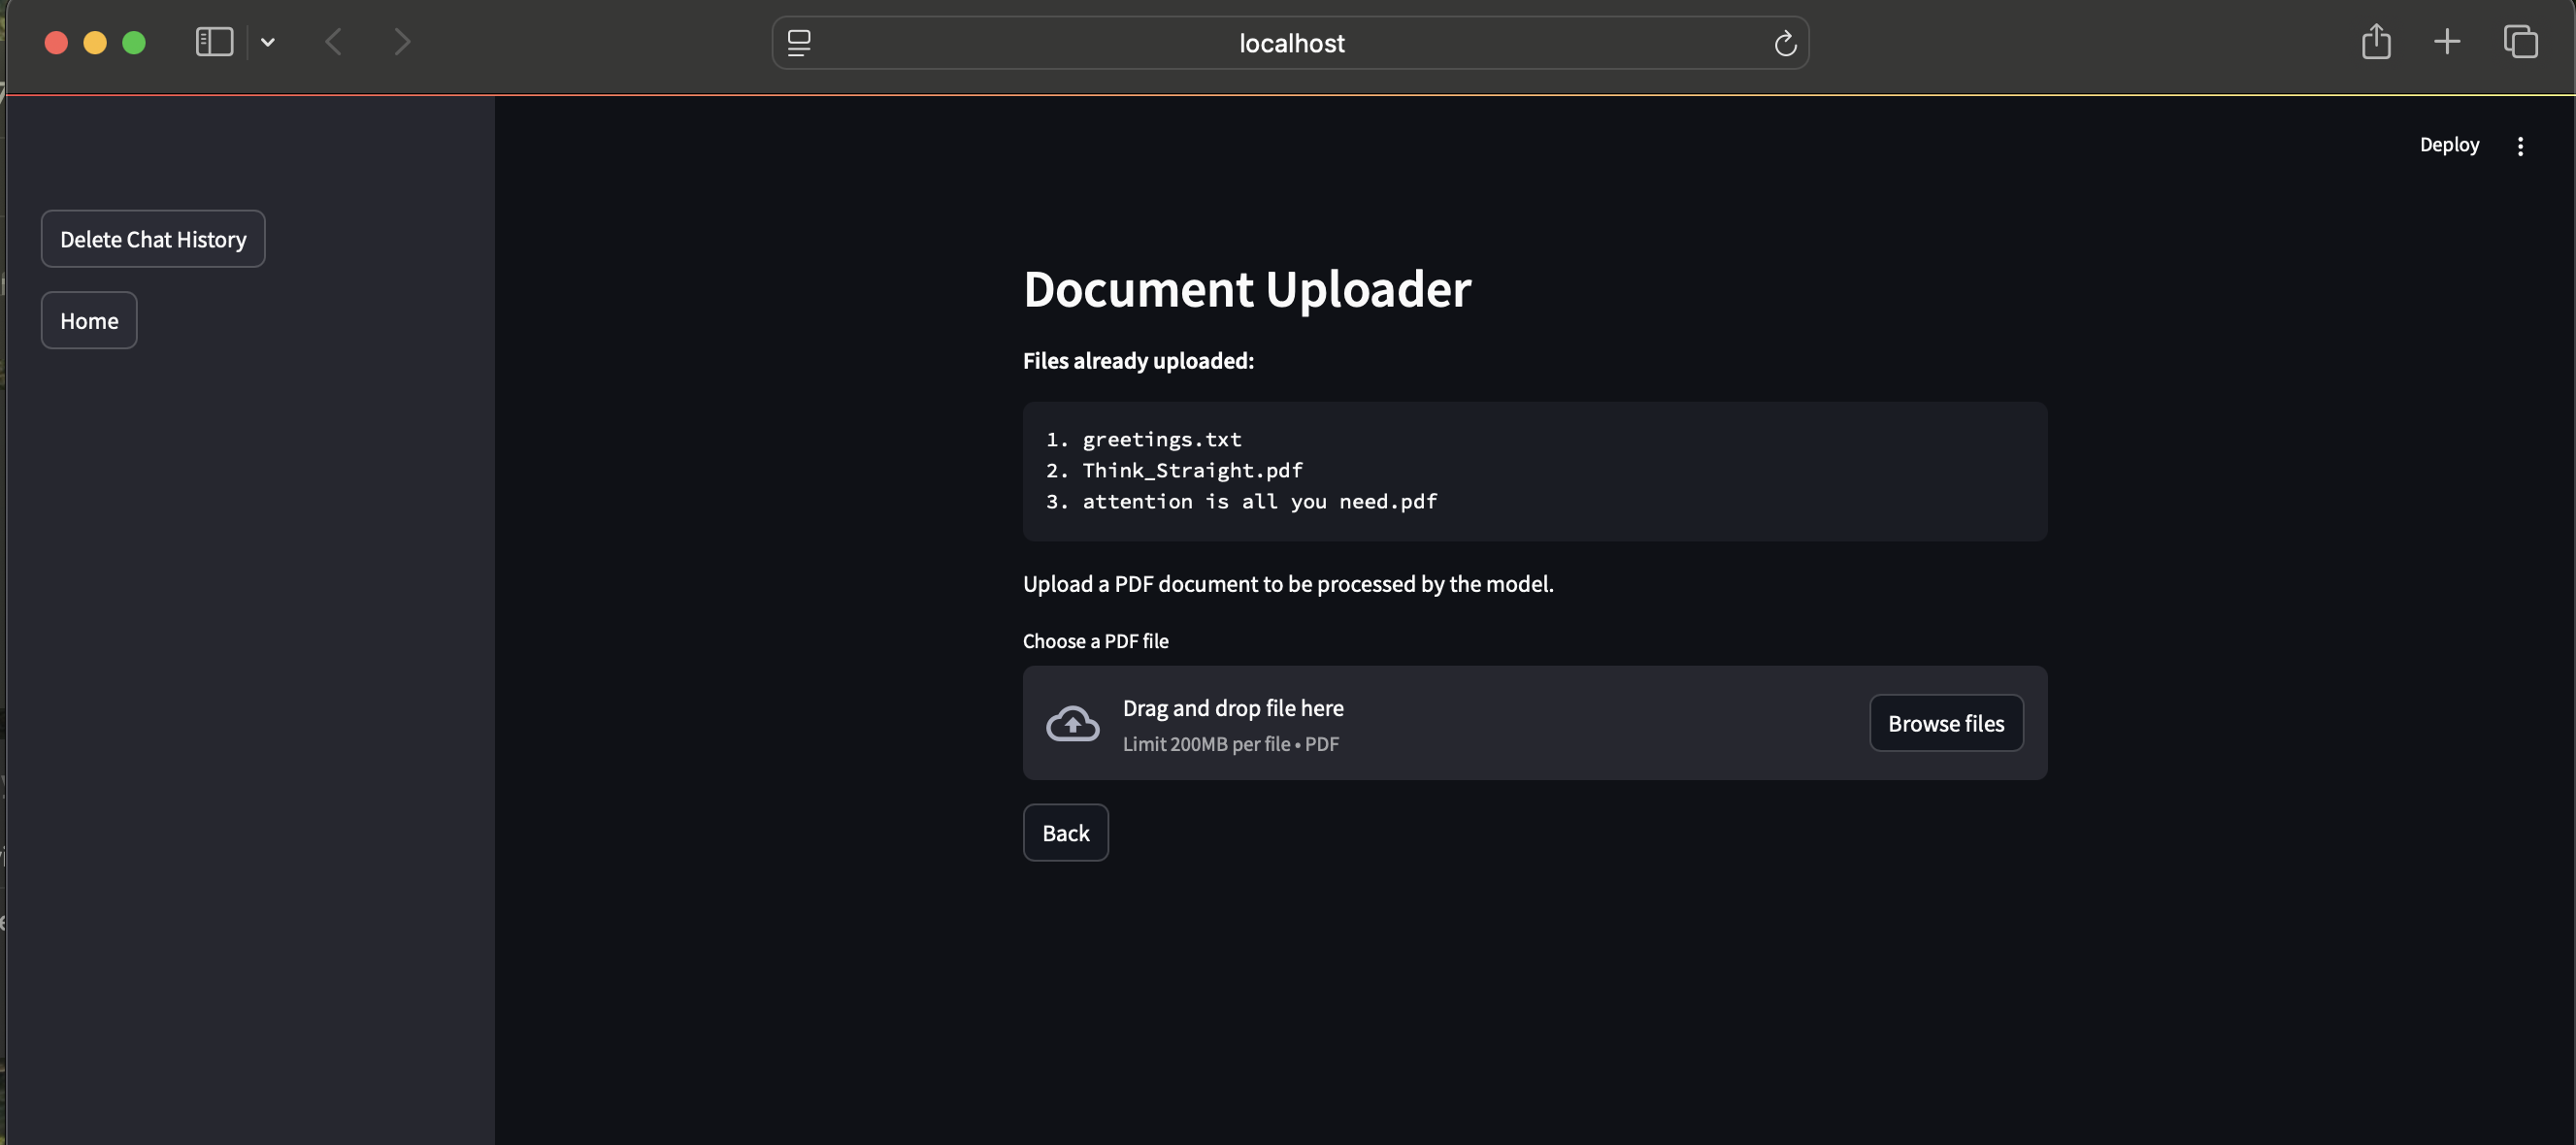 localhost
Deploy
Delete Chat History
Home
Document Uploader
Files already uploaded:
1. greetings.txt
2. Think_Straight.pdf
3. attention is all you need.pdf
Upload a PDF document to be processed by the model.
Choose a PDF file
Drag and drop file here
Limit 200MB per file • PDF
Browse files
Back